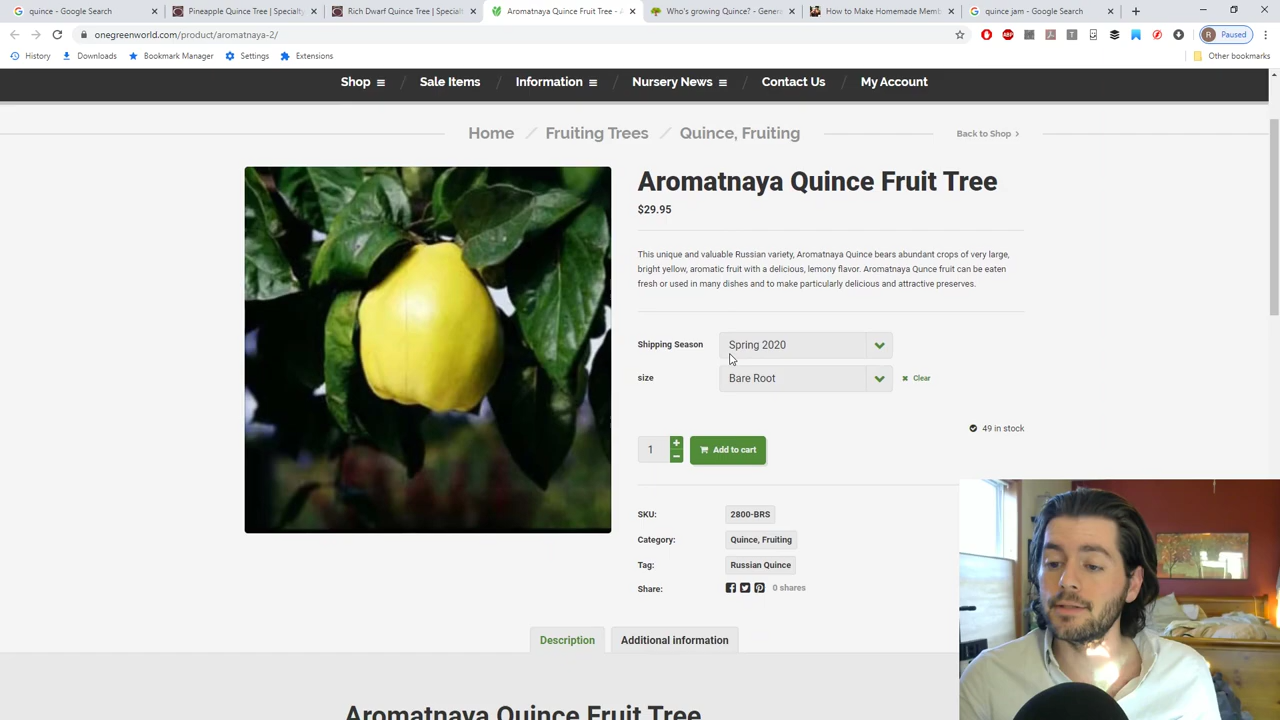 quince - Google Search
Pineapple Quince Tree | Specialty
Rich Dwarf Quince Tree | Specialt
Aromatnaya Quince Fruit Tree -
Who's growing Quince? - Gener
How to Make Homemade Memb
quince jam - Google Search
onegreenworld.com/product/aromatnaya-2/
R Paused
History
Downloads
Bookmark Manager
Settings
Extensions
Other bookmarks
Shop
Sale Items
Information
Nursery News
Contact Us
My Account
Home / Fruiting Trees / Quince, Fruiting
Back to Shop
Aromatnaya Quince Fruit Tree
$29.95
This unique and valuable Russian variety, Aromatnaya Quince bears abundant crops of very large,
bright yellow, aromatic fruit with a delicious, lemony flavor. Aromatnaya Qunce fruit can be eaten
fresh or used in many dishes and to make particularly delicious and attractive preserves.
Shipping Season Spring 2020
size Bare Root Clear
49 in stock
1 Add to cart
SKU: 2800-BRS
Category: Quince, Fruiting
Tag: Russian Quince
Share: 0 shares
Description
Additional information
Aromatnaya Quince Fruit Tree